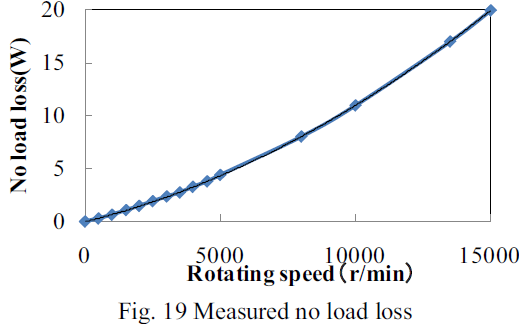 20
15
10
5
0
No load loss(W)
0 5000 10000 15000
Rotating speed（r/min）
Fig. 19 Measured no load loss